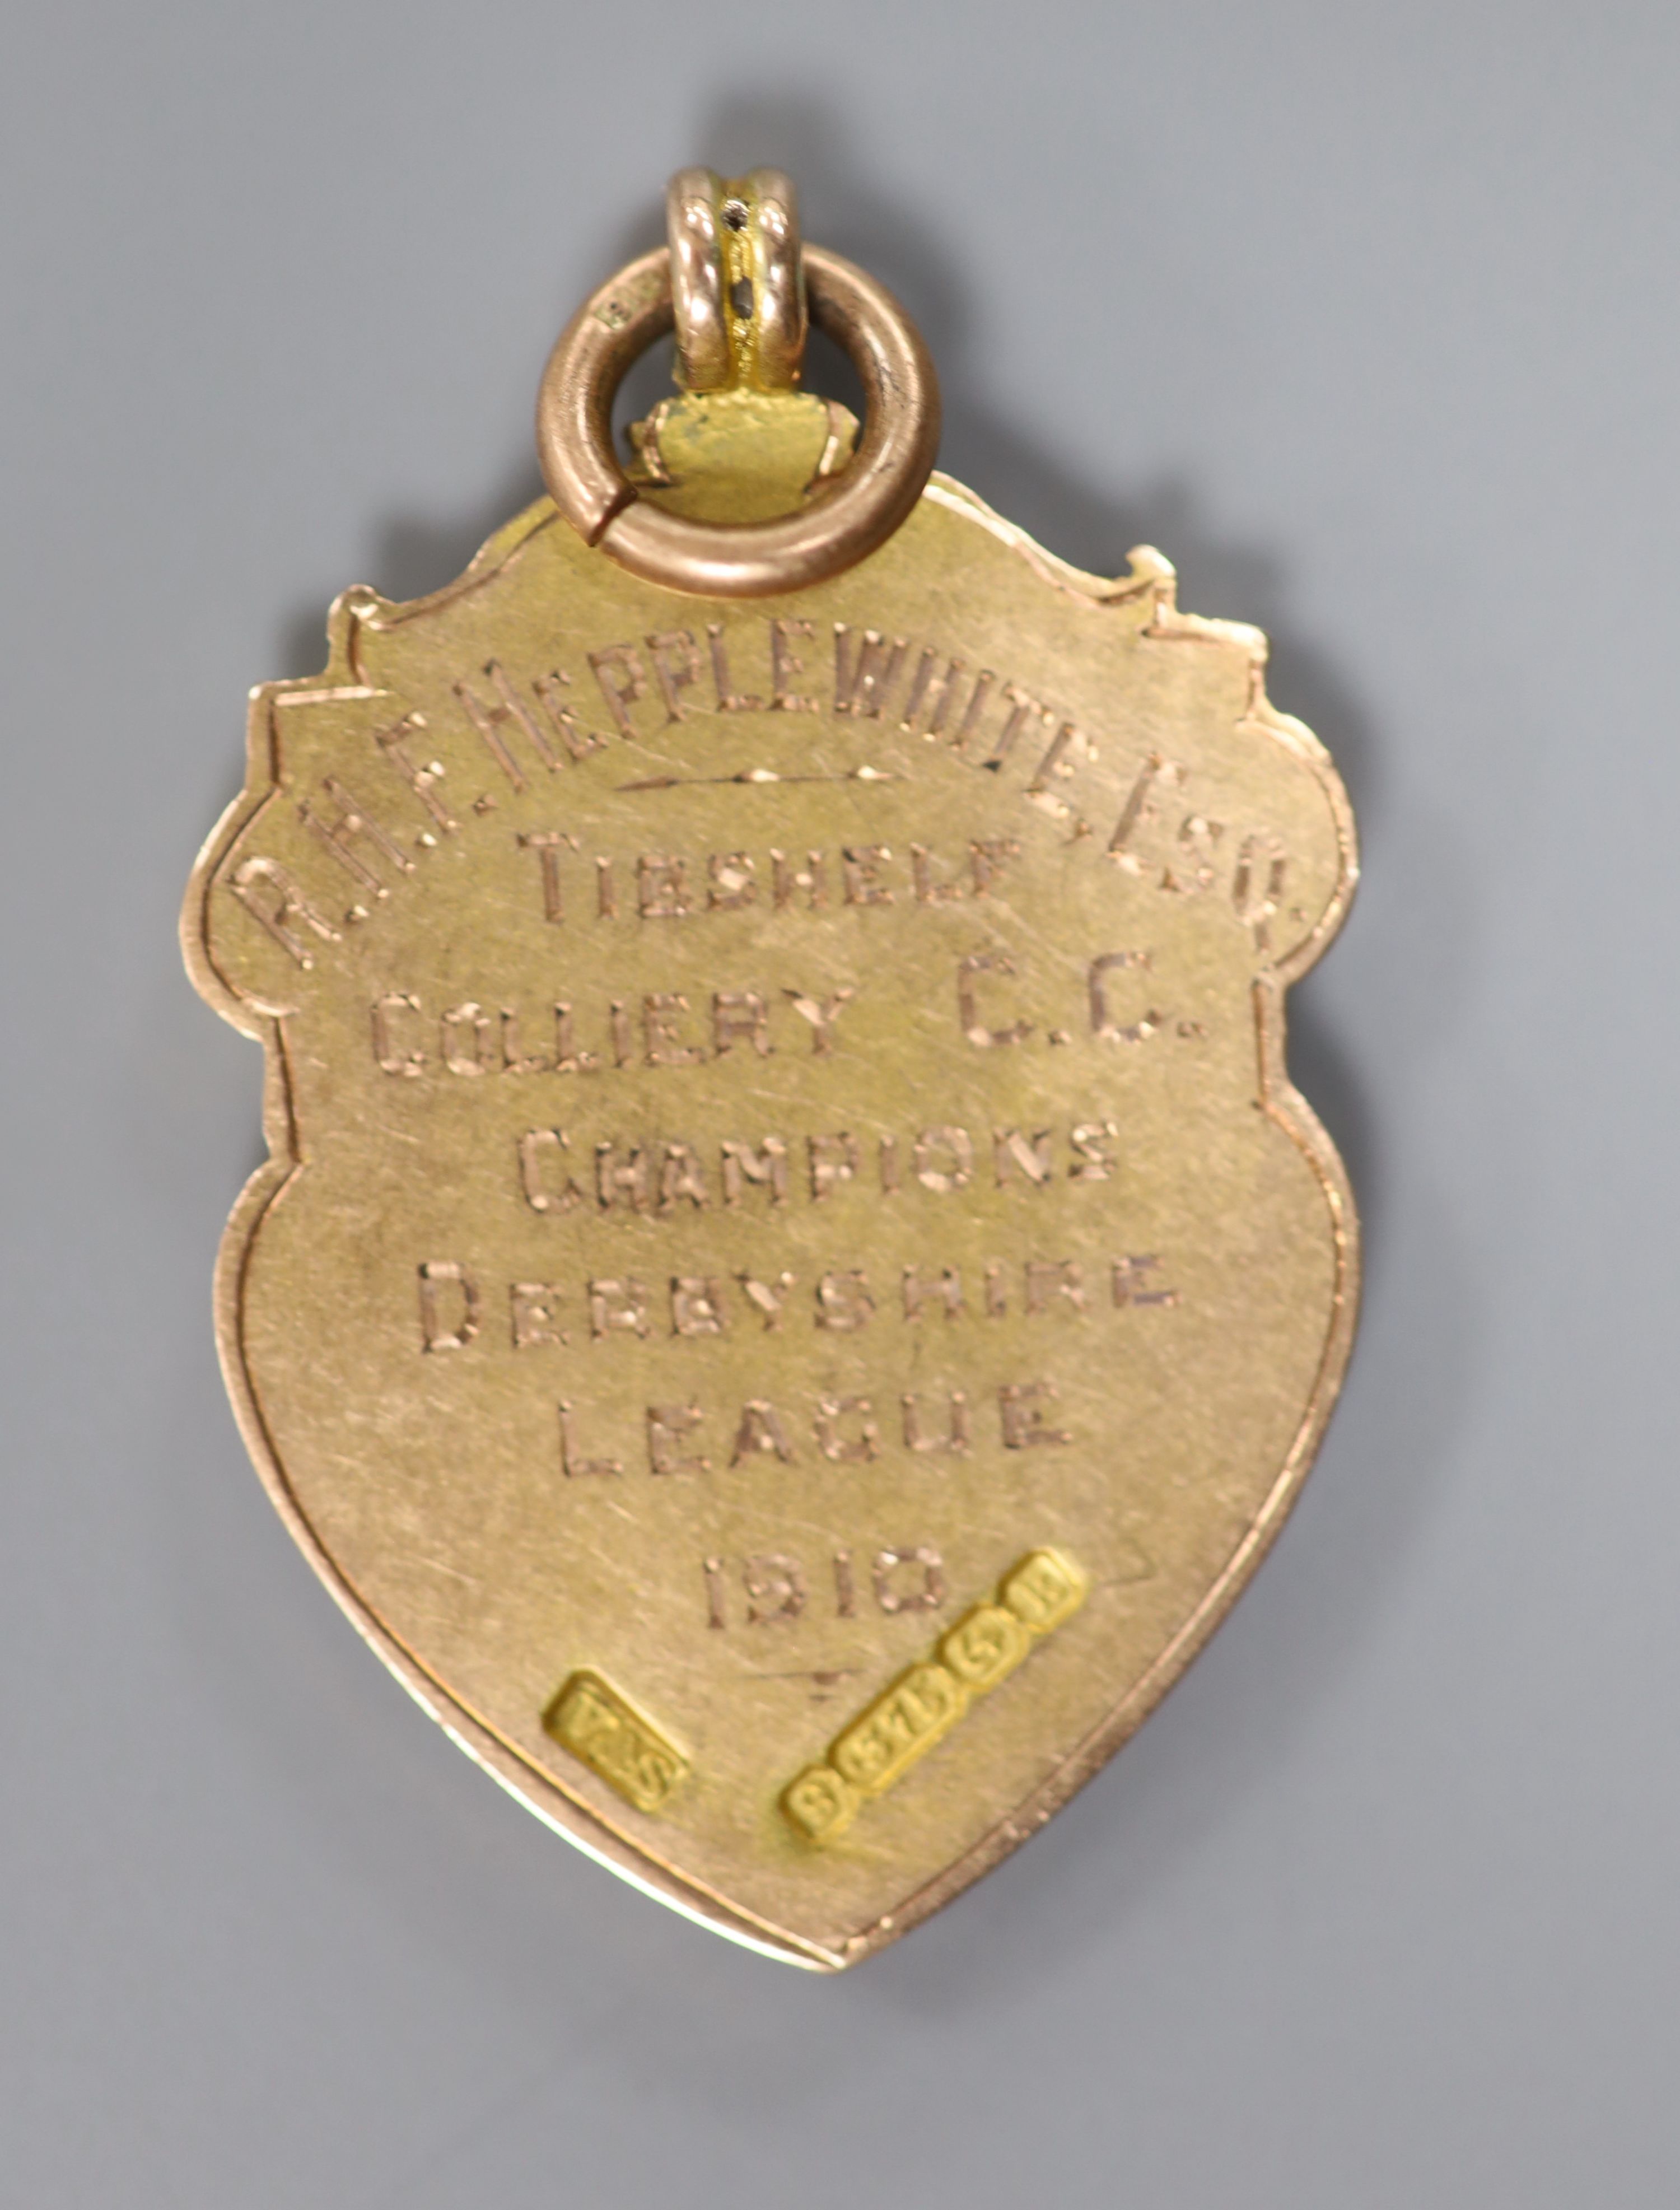 R.H.F. HEPPLEWHITE, ESQ.
TIBSHELF
COLLIERY C.C.
CHAMPIONS
DERBYSHIRE
LEAGUE
1910